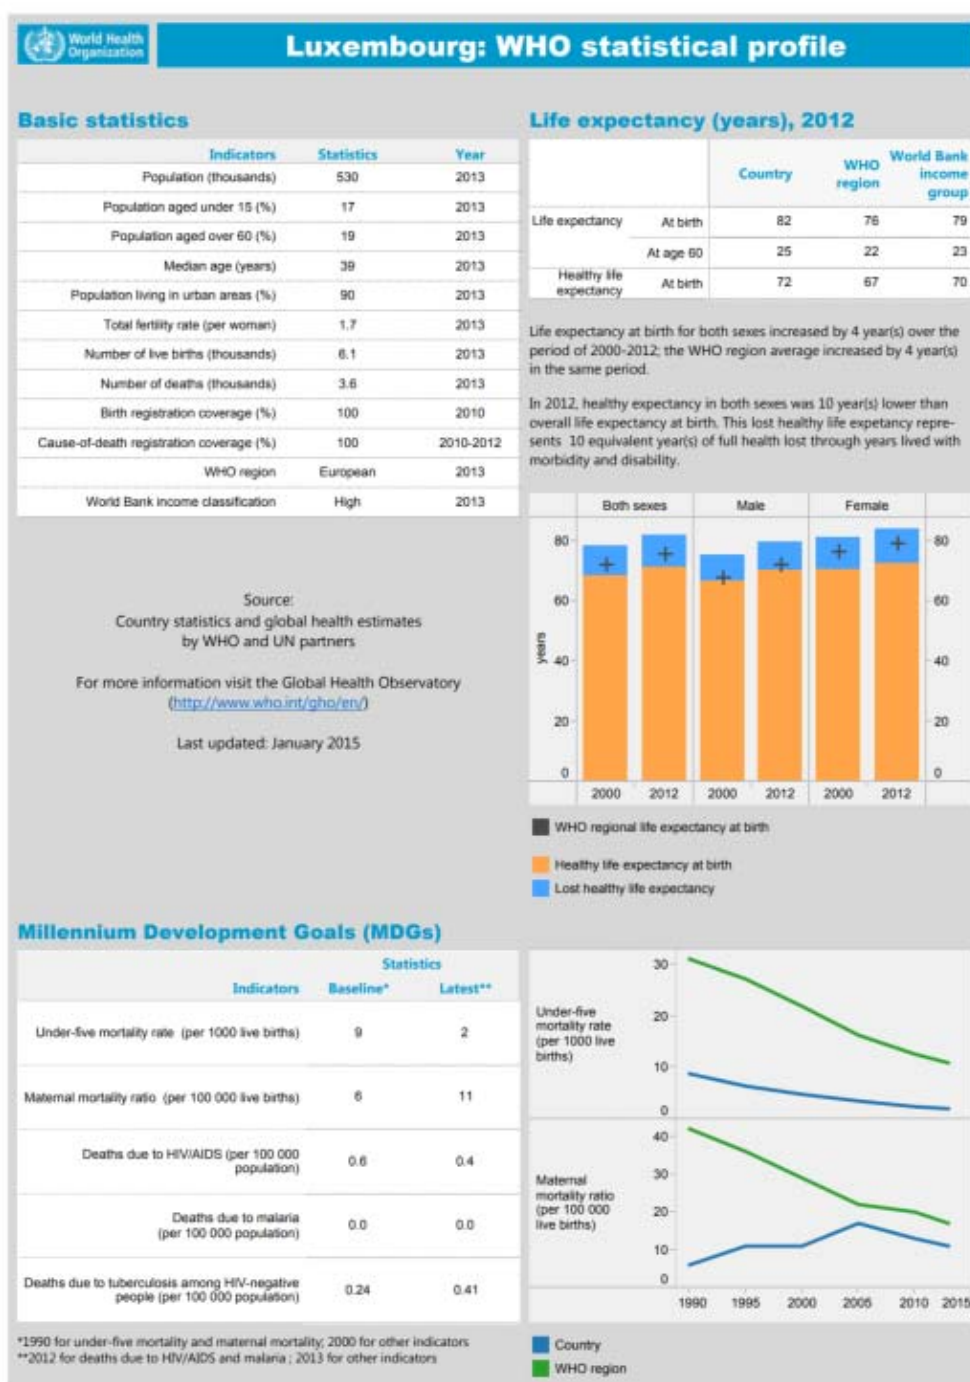 World Health
Organization
Luxembourg: WHO statistical profile
Basic statistics
Indicators Statistics Year
Population (thousands) 530 2013
Population aged under 15 (%) 17 2013
Population aged over 60 (%) 19 2013
Median age (years) 39 2013
Population living in urban areas (%) 90 2013
Total fertility rate (per woman) 1.7 2013
Number of live births (thousands) 6.1 2013
Number of deaths (thousands) 3.6 2013
Birth registration coverage (%) 100 2010
Cause-of-death registration coverage (%) 100 2010-2012
WHO region European 2013
World Bank income classification High 2013
Source:
Country statistics and global health estimates
by WHO and UN partners
For more information visit the Global Health Observatory
(http://www.who.int/gho/en/)
Last updated: January 2015
Life expectancy (years), 2012
Country WHO region World Bank income group
Life expectancy At birth 82 76 79
At age 60 25 22 23
Healthy life expectancy At birth 72 67 70
Life expectancy at birth for both sexes increased by 4 year(s) over the
period of 2000-2012; the WHO region average increased by 4 year(s)
in the same period.
In 2012, healthy expectancy in both sexes was 10 year(s) lower than
overall life expectancy at birth. This lost healthy life expetancy repre-
sents 10 equivalent year(s) of full health lost through years lived with
morbidity and disability.
Both sexes Male Female
80 80
60 60
years
40 40
20 20
0 0
2000 2012 2000 2012 2000 2012
WHO regional life expectancy at birth
Healthy life expectancy at birth
Lost healthy life expectancy
Millennium Development Goals (MDGs)
Statistics
Indicators Baseline* Latest**
Under-five mortality rate (per 1000 live births) 9 2
Maternal mortality ratio (per 100 000 live births) 6 11
Deaths due to HIV/AIDS (per 100 000
population) 0.6 0.4
Deaths due to malaria
(per 100 000 population) 0.0 0.0
Deaths due to tuberculosis among HIV-negative
people (per 100 000 population) 0.24 0.41
*1990 for under-five mortality and maternal mortality; 2000 for other indicators
**2012 for deaths due to HIV/AIDS and malaria ; 2013 for other indicators
Under-five
mortality rate
(per 1000 live
births)
30
20
10
0
Maternal
mortality ratio
(per 100 000
live births)
40
30
20
10
0
1990 1995 2000 2005 2010 2015
Country
WHO region